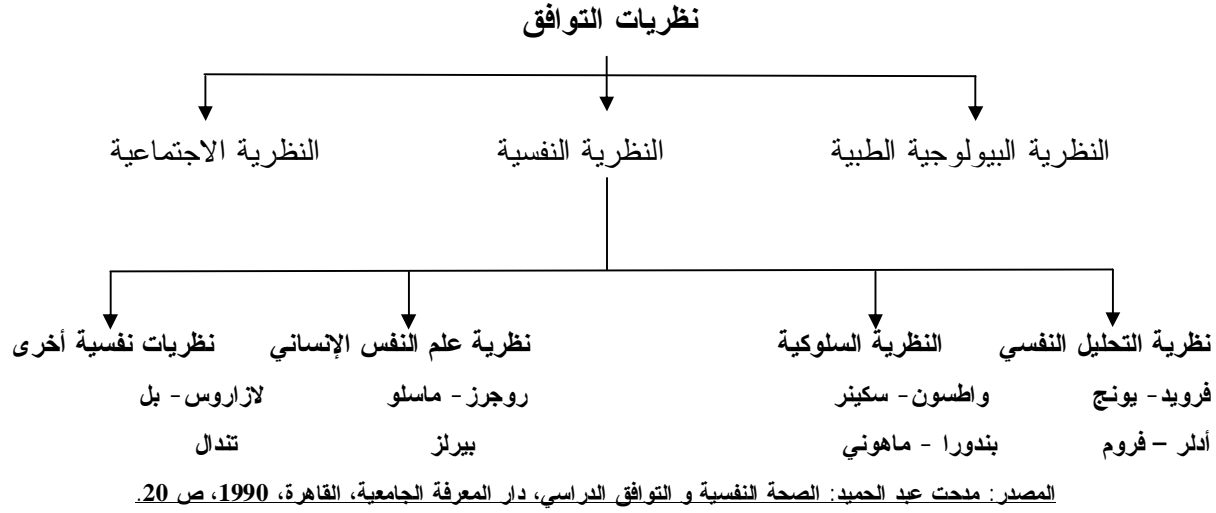 نظريات التوافق
النظرية البيولوجية الطبية النظرية النفسية النظرية الاجتماعية
نظرية التحليل النفسي النظرية السلوكية نظرية علم النفس الإنساني نظريات نفسية أخرى
فرويد- يونج واطسون- سكينر روجرز- ماسلو لازاروس- بل
أدلر – فروم بندورا - ماهوني بيرلز تندال
المصدر: مدحت عبد الحميد: الصحة النفسية و التوافق الدراسي، دار المعرفة الجامعية، القاهرة، 1990، ص 20.